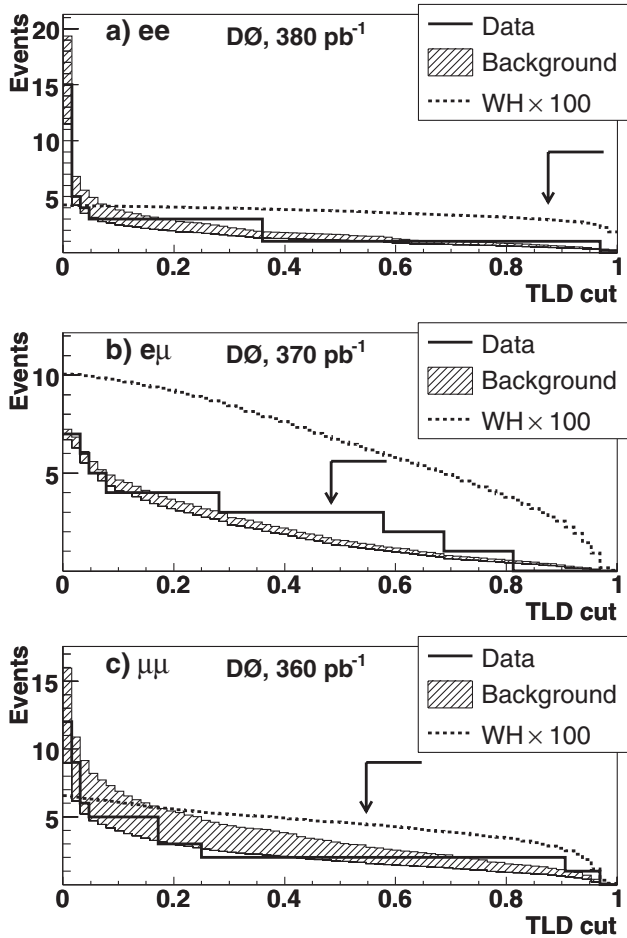 a) ee
DØ, 380 pb-1
Data
Background
WH × 100
Events
20
15
10
5
0 0.2 0.4 0.6 0.8 1
TLD cut
b) eμ
DØ, 370 pb-1
Data
Background
WH × 100
Events
10
5
0 0.2 0.4 0.6 0.8 1
TLD cut
c) μμ
DØ, 360 pb-1
Data
Background
WH × 100
Events
15
10
5
0 0.2 0.4 0.6 0.8 1
TLD cut